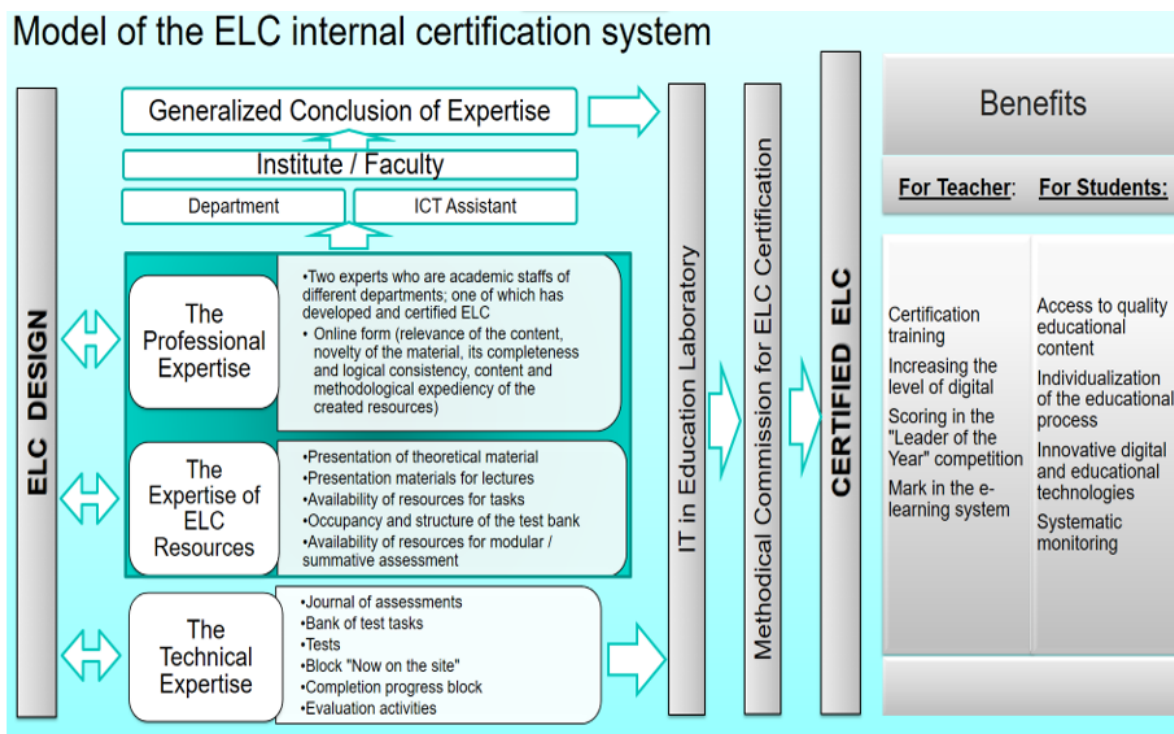 Model of the ELC internal certification system
ELC DESIGN
Generalized Conclusion of Expertise
Institute / Faculty
Department
ICT Assistant
The
Professional
Expertise
•Two experts who are academic staffs of
different departments; one of which has
developed and certified ELC
• Online form (relevance of the content,
novelty of the material, its completeness
and logical consistency, content and
methodological expediency of the
created resources)
The
Expertise of
ELC
Resources
•Presentation of theoretical material
•Presentation materials for lectures
•Availability of resources for tasks
•Occupancy and structure of the test bank
•Availability of resources for modular /
summative assessment
The
Technical
Expertise
•Journal of assessments
•Bank of test tasks
•Tests
•Block "Now on the site"
•Completion progress block
•Evaluation activities
IT in Education Laboratory
Methodical Commission for ELC Certification
CERTIFIED ELC
Benefits
For Teacher:
For Students:
Certification
training
Increasing the
level of digital
Scoring in the
"Leader of the
Year" competition
Mark in the e-
learning system
Access to quality
educational
content
Individualization
of the educational
process
Innovative digital
and educational
technologies
Systematic
monitoring